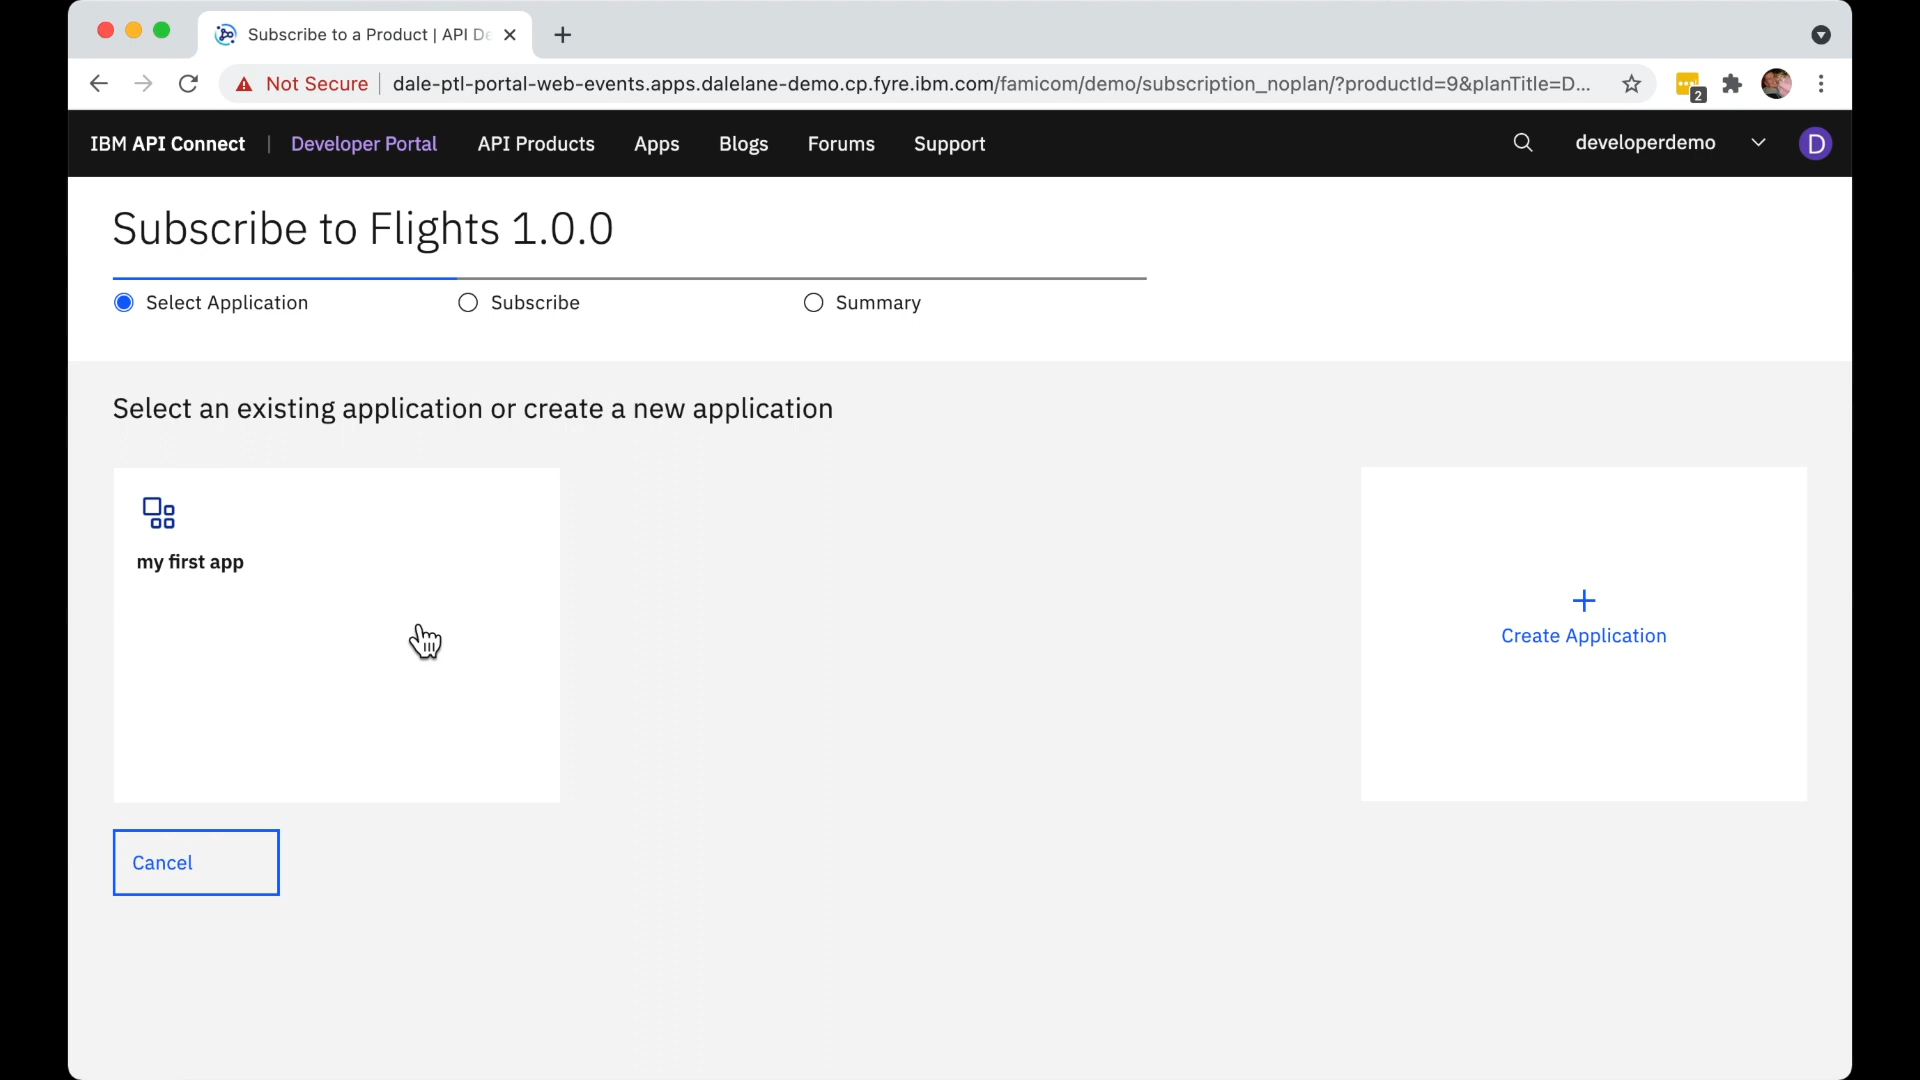 Subscribe to a Product | API De
Not Secure
dale-ptl-portal-web-events.apps.dalelane-demo.cp.fyre.ibm.com/famicom/demo/subscription_noplan/?productId=9&planTitle=D...
2
IBM API Connect | Developer Portal API Products Apps Blogs Forums Support developerdemo D
Subscribe to Flights 1.0.0
Select Application Subscribe Summary
Select an existing application or create a new application
my first app
Create Application
Cancel